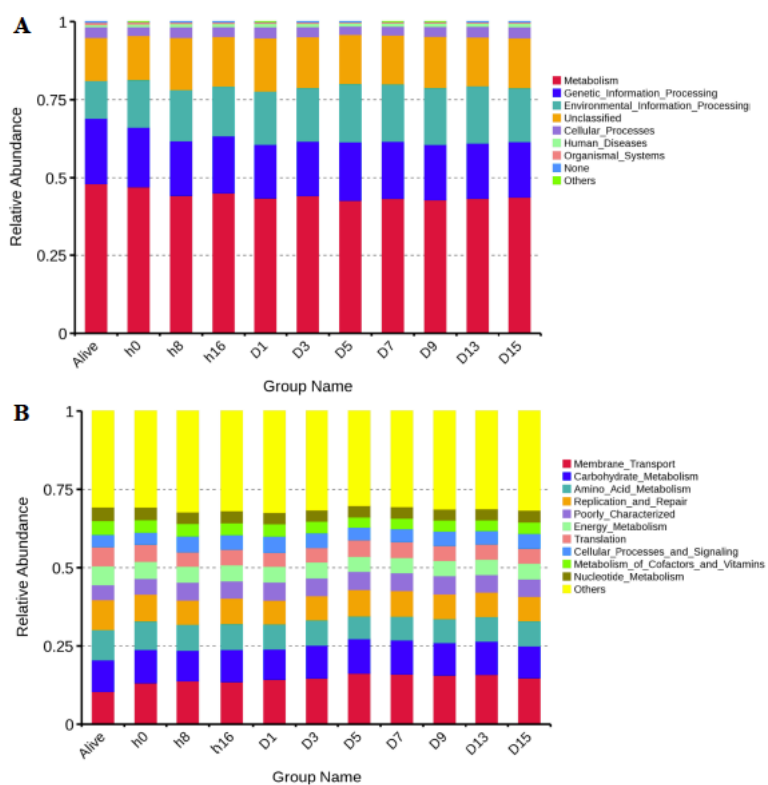 A
1
0.75
0.5
0.25
0
Relative Abundance
Alive
h0
h8
h16
D1
D3
D5
D7
D9
D13
D15
Group Name
Metabolism
Genetic_Information_Processing
Environmental_Information_Processing
Unclassified
Cellular_Processes
Human_Diseases
Organismal_Systems
None
Others
B
1
0.75
0.5
0.25
0
Relative Abundance
Alive
h0
h8
h16
D1
D3
D5
D7
D9
D13
D15
Group Name
Membrane_Transport
Carbohydrate_Metabolism
Amino_Acid_Metabolism
Replication_and_Repair
Poorly_Characterized
Energy_Metabolism
Translation
Cellular_Processes_and_Signaling
Metabolism_of_Cofactors_and_Vitamins
Nucleotide_Metabolism
Others